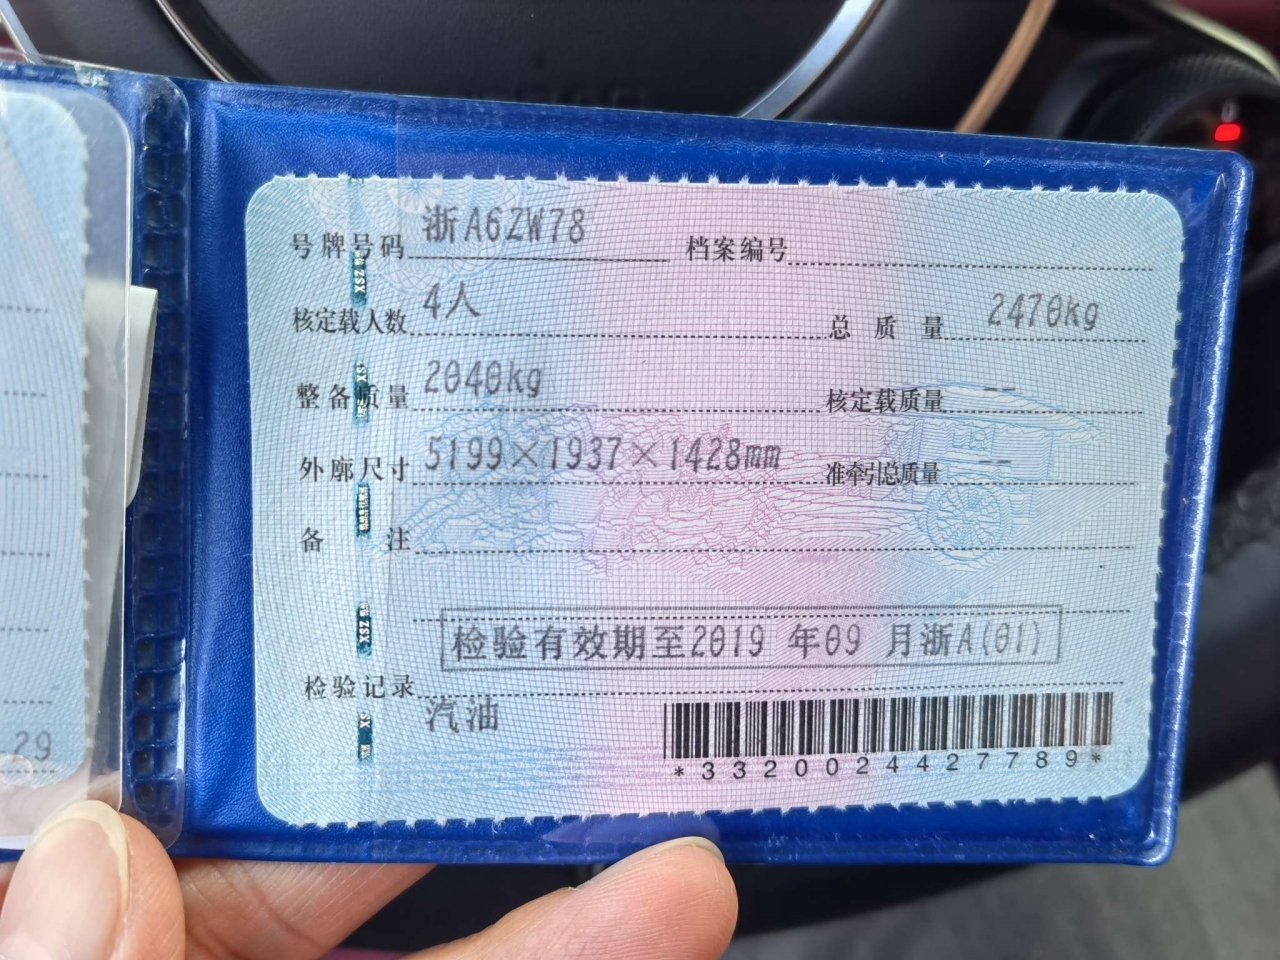 号牌号码 浙A6ZW78 档案编号
核定载人数 4人 总质量 2470kg
整备质量 2040kg 核定载质量 --
外廓尺寸 5199×1937×1428mm 准牵引总质量 --
备注
检验有效期至2019 年09 月浙A(01)
检验记录
汽油
*3320024427789*
.29